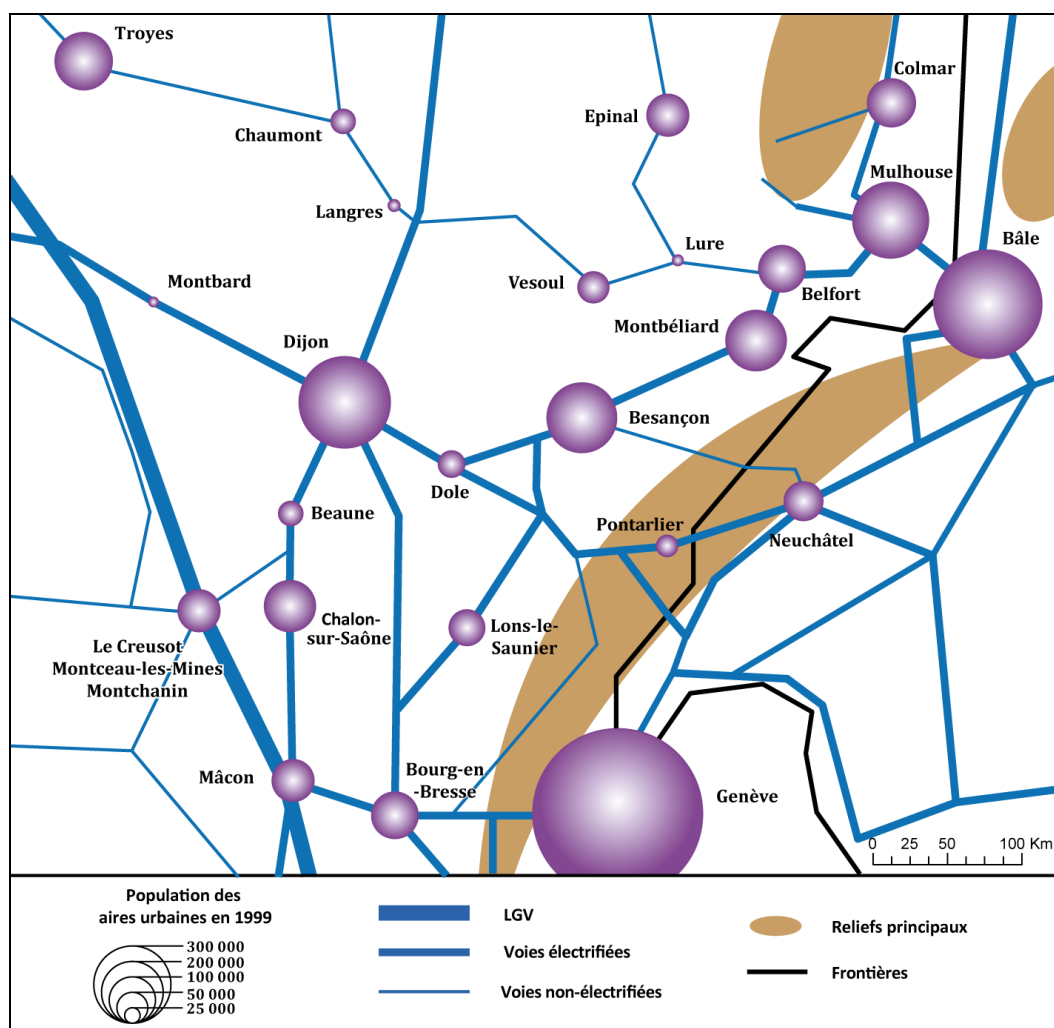 Troyes
Colmar
Epinal
Chaumont
Mulhouse
Langres
Lure
Bâle
Vesoul
Montbard
Belfort
Montbéliard
Dijon
Besançon
Dole
Beaune
Pontarlier
Neuchâtel
Chalon-
sur-Saône
Lons-le-
Saunier
Le Creusot
Montceau-les-Mines
Montchanin
Mâcon
Bourg-en
-Bresse
Genève
0 25 50 100 Km
Population des
aires urbaines en 1999
300 000
200 000
100 000
50 000
25 000
LGV
Voies électrifiées
Voies non-électrifiées
Reliefs principaux
Frontières